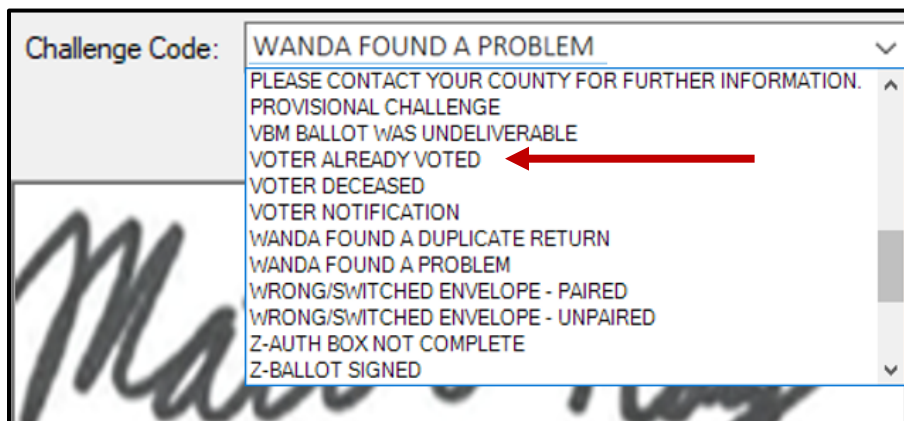 Challenge Code: WANDA FOUND A PROBLEM
PLEASE CONTACT YOUR COUNTY FOR FURTHER INFORMATION.
PROVISIONAL CHALLENGE
VBM BALLOT WAS UNDELIVERABLE
VOTER ALREADY VOTED
VOTER DECEASED
VOTER NOTIFICATION
WANDA FOUND A DUPLICATE RETURN
WANDA FOUND A PROBLEM
WRONG/SWITCHED ENVELOPE - PAIRED
WRONG/SWITCHED ENVELOPE - UNPAIRED
Z-AUTH BOX NOT COMPLETE
Z-BALLOT SIGNED